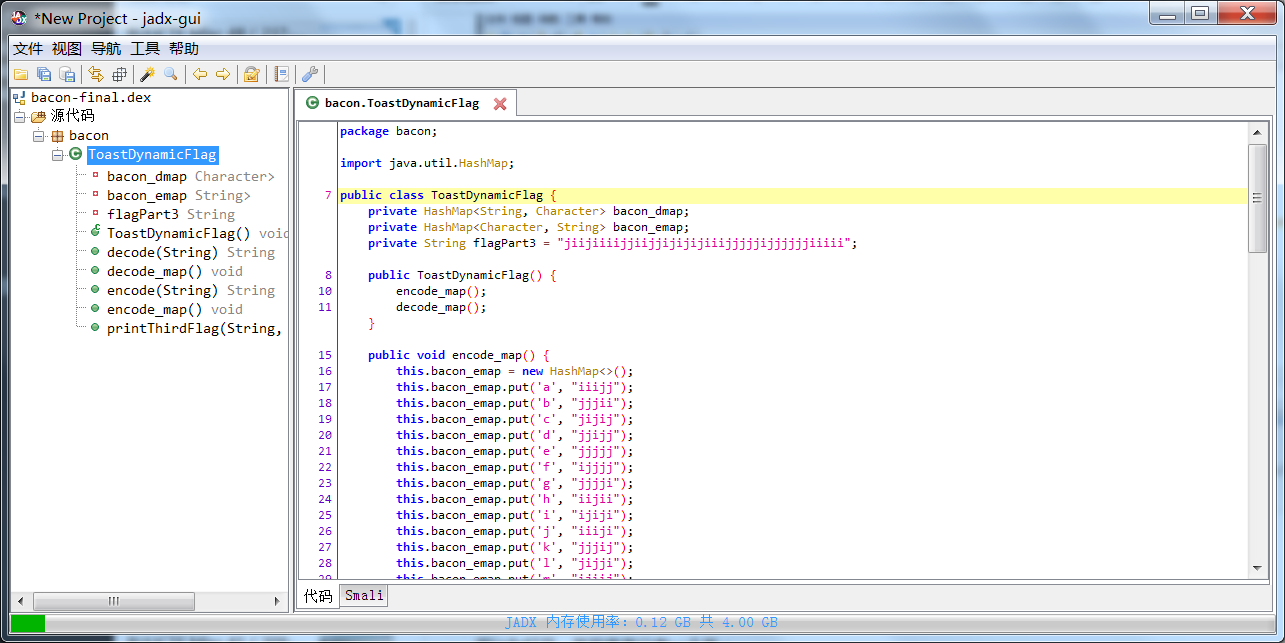 *New Project - jadx-gui
文件 视图 导航 工具 帮助
bacon-final.dex
源代码
bacon
ToastDynamicFlag
bacon_dmap Character>
bacon_emap String>
flagPart3 String
ToastDynamicFlag() void
decode(String) String
decode_map() void
encode(String) String
encode_map() void
printThirdFlag(String,
bacon.ToastDynamicFlag
package bacon;
import java.util.HashMap;
7 public class ToastDynamicFlag {
private HashMap<String, Character> bacon_dmap;
private HashMap<Character, String> bacon_emap;
private String flagPart3 = "jiijiiiijjiijjijijijiiijjjjjijjjjjjiiiii";
8 public ToastDynamicFlag() {
10 encode_map();
11 decode_map();
}
15 public void encode_map() {
16 this.bacon_emap = new HashMap<>();
17 this.bacon_emap.put('a', "iiijj");
18 this.bacon_emap.put('b', "jjjii");
19 this.bacon_emap.put('c', "jijij");
20 this.bacon_emap.put('d', "jjijj");
21 this.bacon_emap.put('e', "jjjjj");
22 this.bacon_emap.put('f', "ijjjj");
23 this.bacon_emap.put('g', "jjjji");
24 this.bacon_emap.put('h', "iijii");
25 this.bacon_emap.put('i', "ijiji");
26 this.bacon_emap.put('j', "iiiji");
27 this.bacon_emap.put('k', "jjjij");
28 this.bacon_emap.put('l', "jijji");
代码 Smali
JADX 内存使用率: 0.12 GB 共 4.00 GB